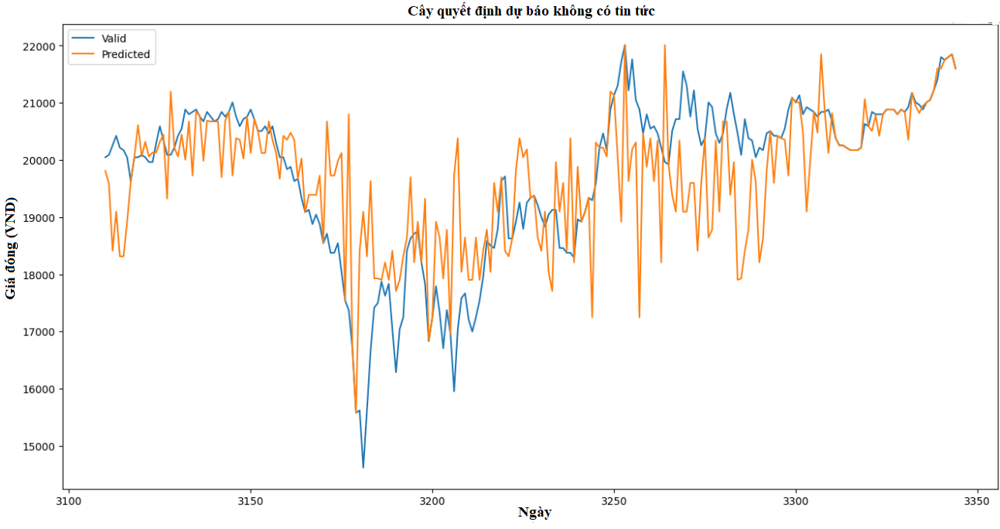 Cây quyết định dự báo không có tin tức
Valid
Predicted
22000
21000
20000
19000
18000
17000
16000
15000
Giá đóng (VND)
3100 3150 3200 3250 3300 3350
Ngày